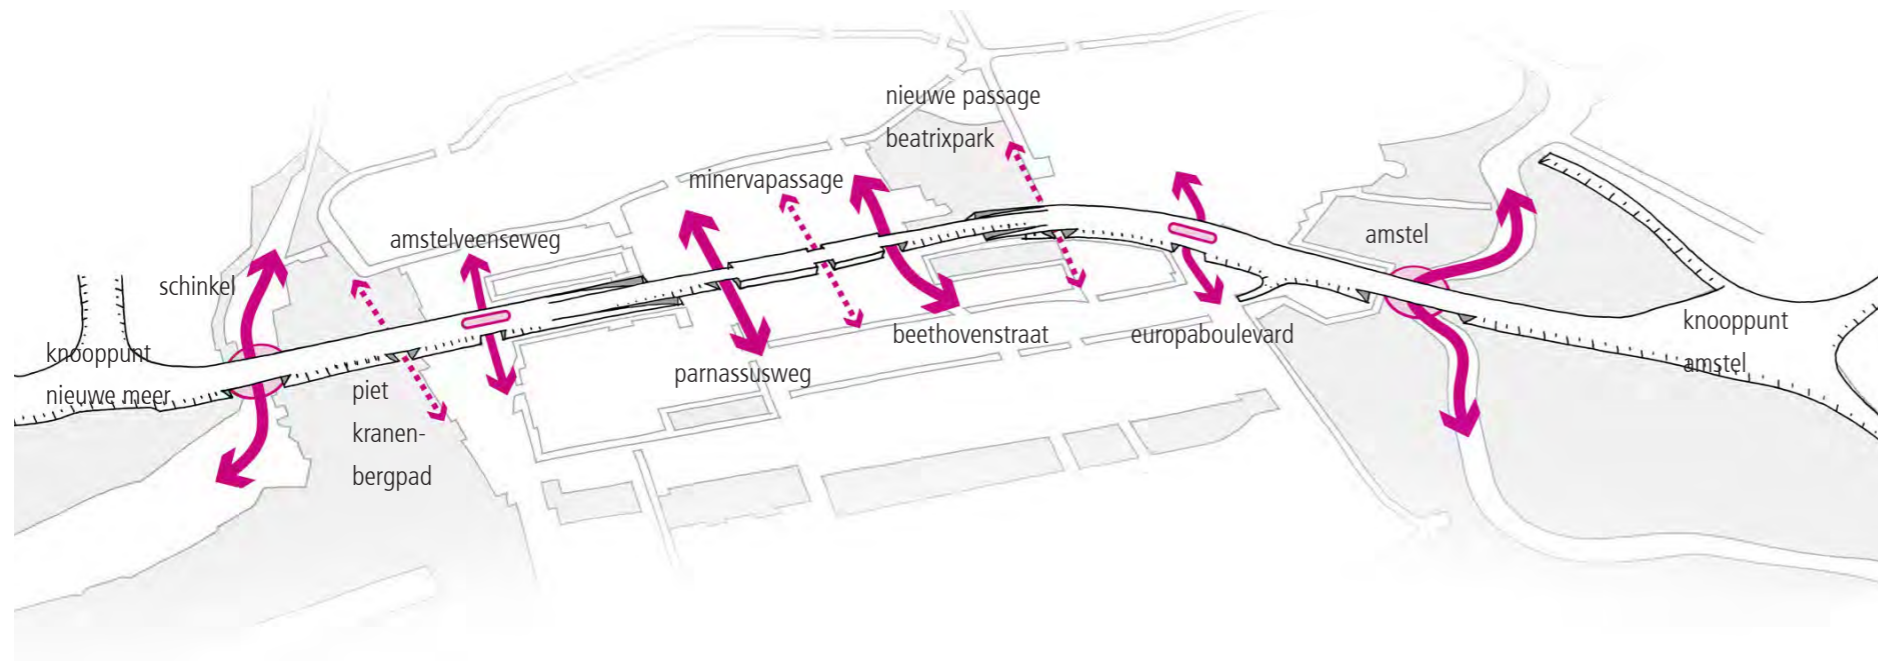 nieuwe passage
beatrixpark
minervapassage
amstelveenseweg
amstel
schinkel
knooppunt
nieuwe meer
piet
kranen-
bergpad
parnassusweg
beethovenstraat
europaboulevard
knooppunt
amstel